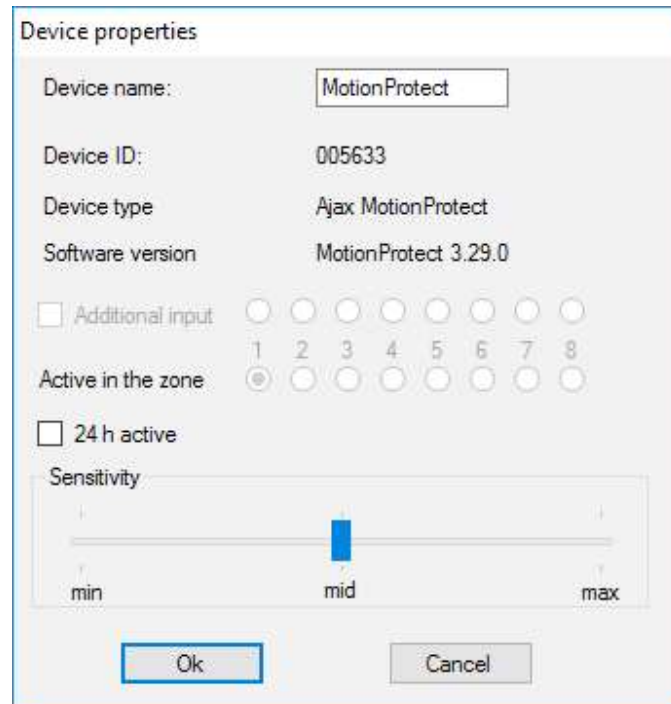 Device properties
Device name: MotionProtect
Device ID: 005633
Device type Ajax MotionProtect
Software version MotionProtect 3.29.0
Additional input
1 2 3 4 5 6 7 8
Active in the zone
24 h active
Sensitivity
min mid max
Ok Cancel